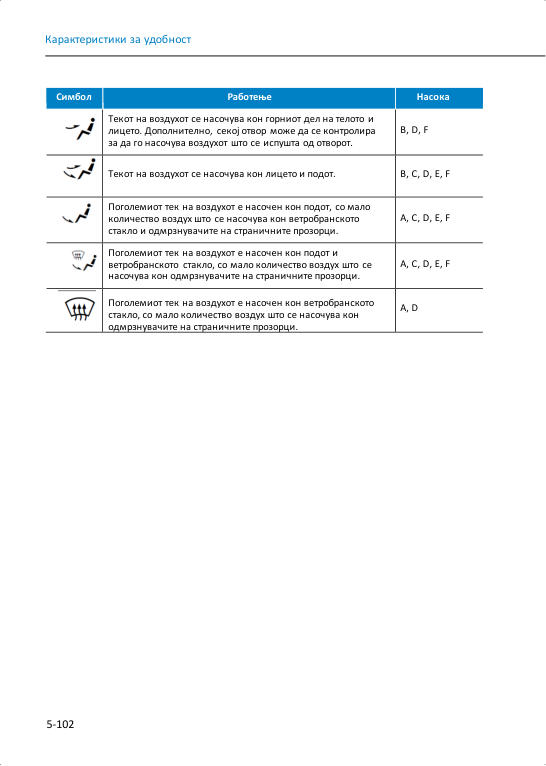 Карактеристики за удобност
Симбол Работење Насока
Текот на воздухот се насочува кон горниот дел на телото и
лицето. Дополнително, секој отвор може да се контролира
за да го насочува воздухот што се испушта од отворот.
B, D, F
Текот на воздухот се насочува кон лицето и подот.
B, C, D, E, F
Поголемиот тек на воздухот е насочен кон подот, со мало
количество воздух што се насочува кон ветробранското
стакло и одмрзнувачите на страничните прозорци.
A, C, D, E, F
Поголемиот тек на воздухот е насочен кон подот и
ветробранското стакло, со мало количество воздух што се
насочува кон одмрзнувачите на страничните прозорци.
A, C, D, E, F
Поголемиот тек на воздухот е насочен кон ветробранското
стакло, со мало количество воздух што се насочува кон
одмрзнувачите на страничните прозорци.
A, D
5-102